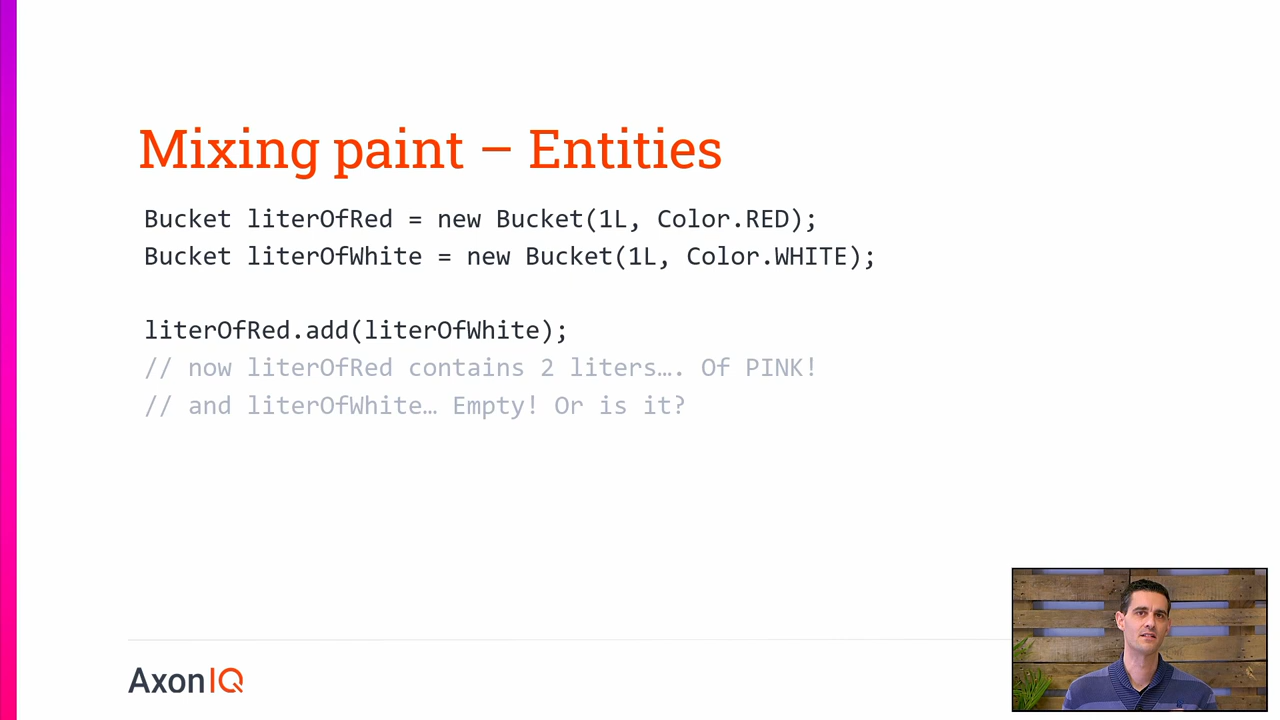 Mixing paint – Entities
Bucket literOfRed = new Bucket(1L, Color.RED);
Bucket literOfWhite = new Bucket(1L, Color.WHITE);
literOfRed.add(literOfWhite);
// now literOfRed contains 2 liters…. Of PINK!
// and literOfWhite… Empty! Or is it?
AxonIQ